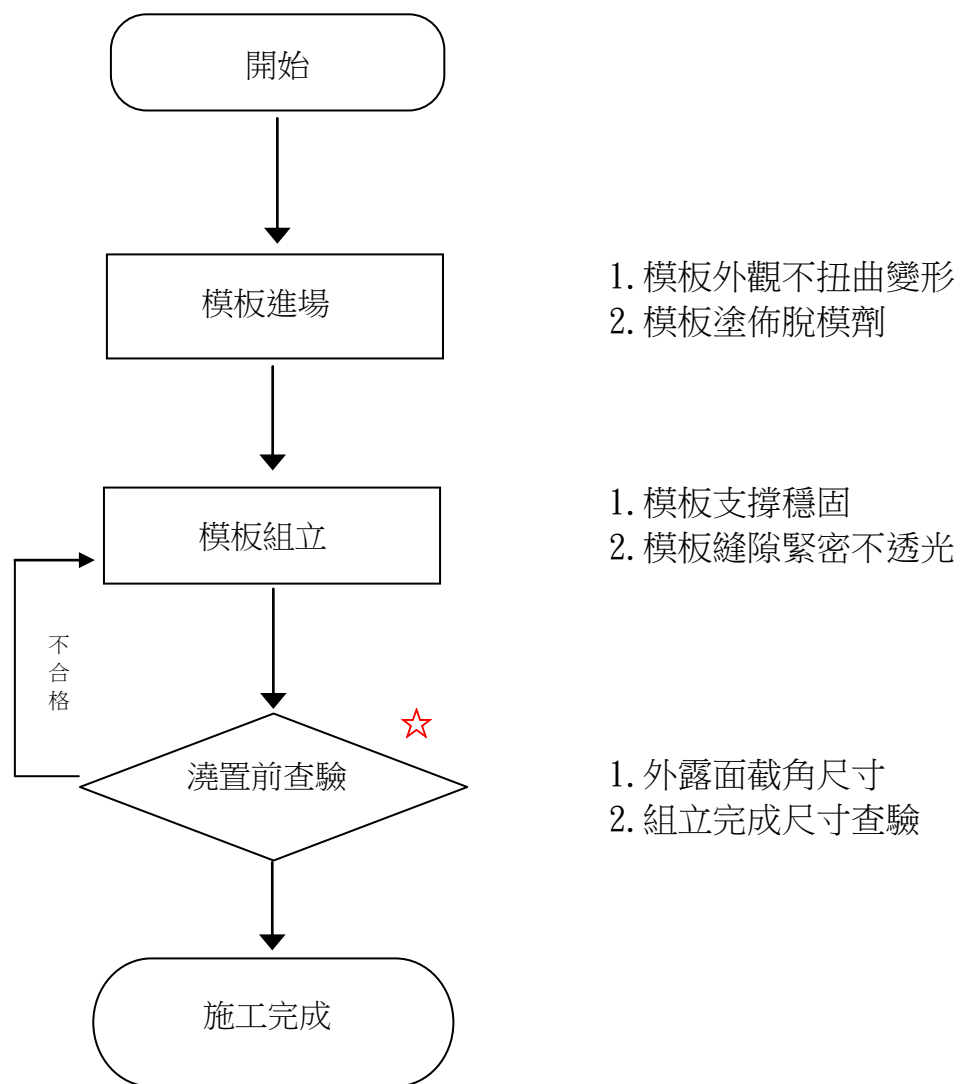 開始
模板進場
1.模板外觀不扭曲變形
2.模板塗佈脫模劑
模板組立
1.模板支撐穩固
2.模板縫隙緊密不透光
不合格
澆置前查驗
1.外露面截角尺寸
2.組立完成尺寸查驗
施工完成